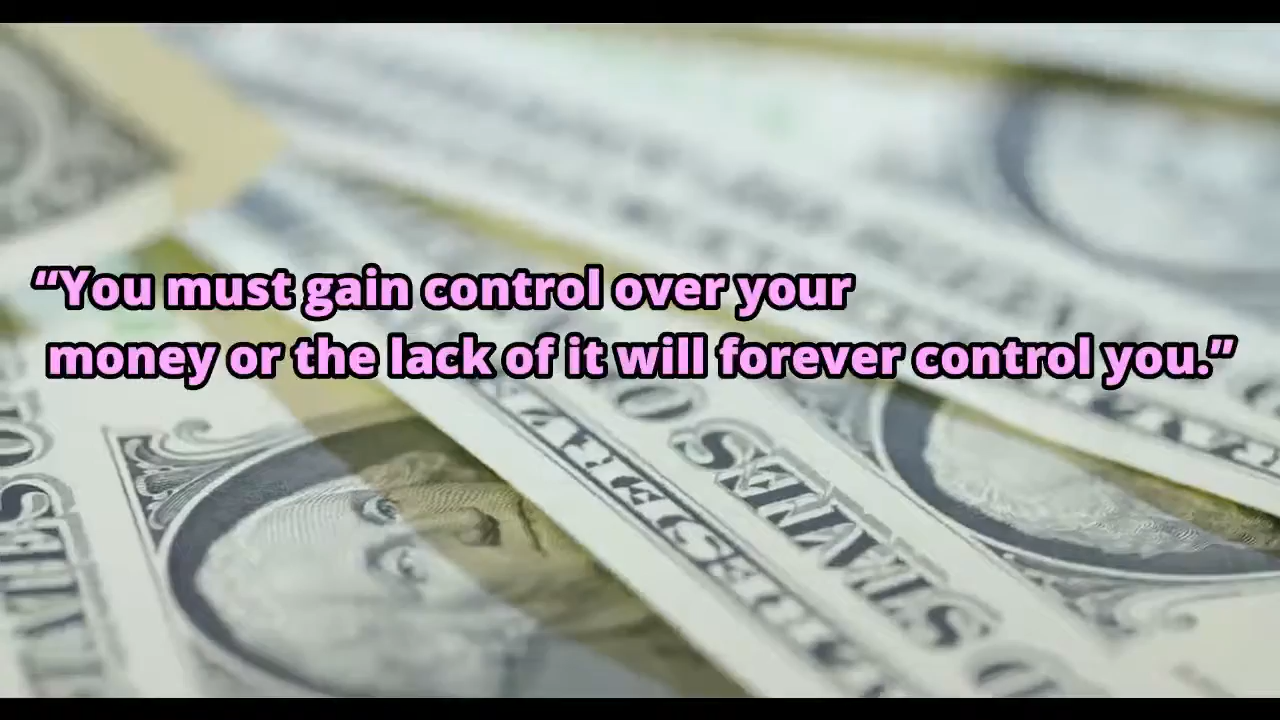 “You must gain control over your
money or the lack of it will forever control you.”